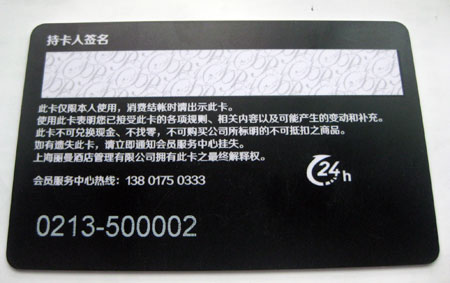 持卡人签名
此卡仅限本人使用，消费结帐时请出示此卡。
使用此卡表明您已接受此卡的各项规则、相关内容以及可能产生的变动和补充。
此卡不可兑换现金、不找零，不可购买公司所标明的不可抵扣之商品。
如有遗失此卡，请立即通知会员服务中心挂失。
上海丽曼酒店管理有限公司拥有此卡之最终解释权。
会员服务中心热线：138 0175 0333
24h
0213-500002